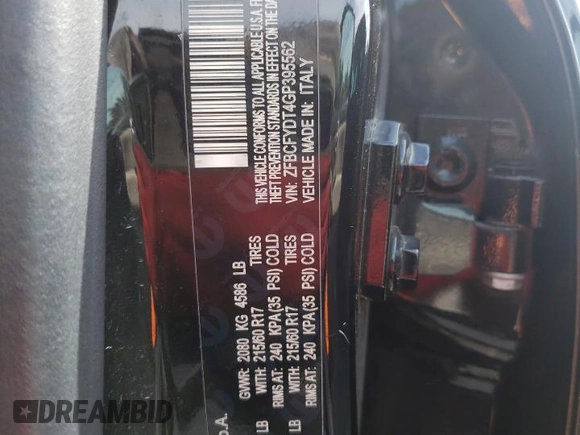 THIS VEHICLE CONFORMS TO ALL APPLICABLE U.S.A. F
THEFT PREVENTION STANDARDS IN EFFECT ON THE DA
VIN: ZFBCFYDT4GP395562
VEHICLE MADE IN: ITALY
p.A.
GVWR: 2080 KG 4586 LB
LB WITH: 215/60 R17 TIRES
RIMS AT: 240 KPA(35 PSI) COLD
LB WITH: 215/60 R17 TIRES
RIMS AT: 240 KPA(35 PSI) COLD
DREAMBID